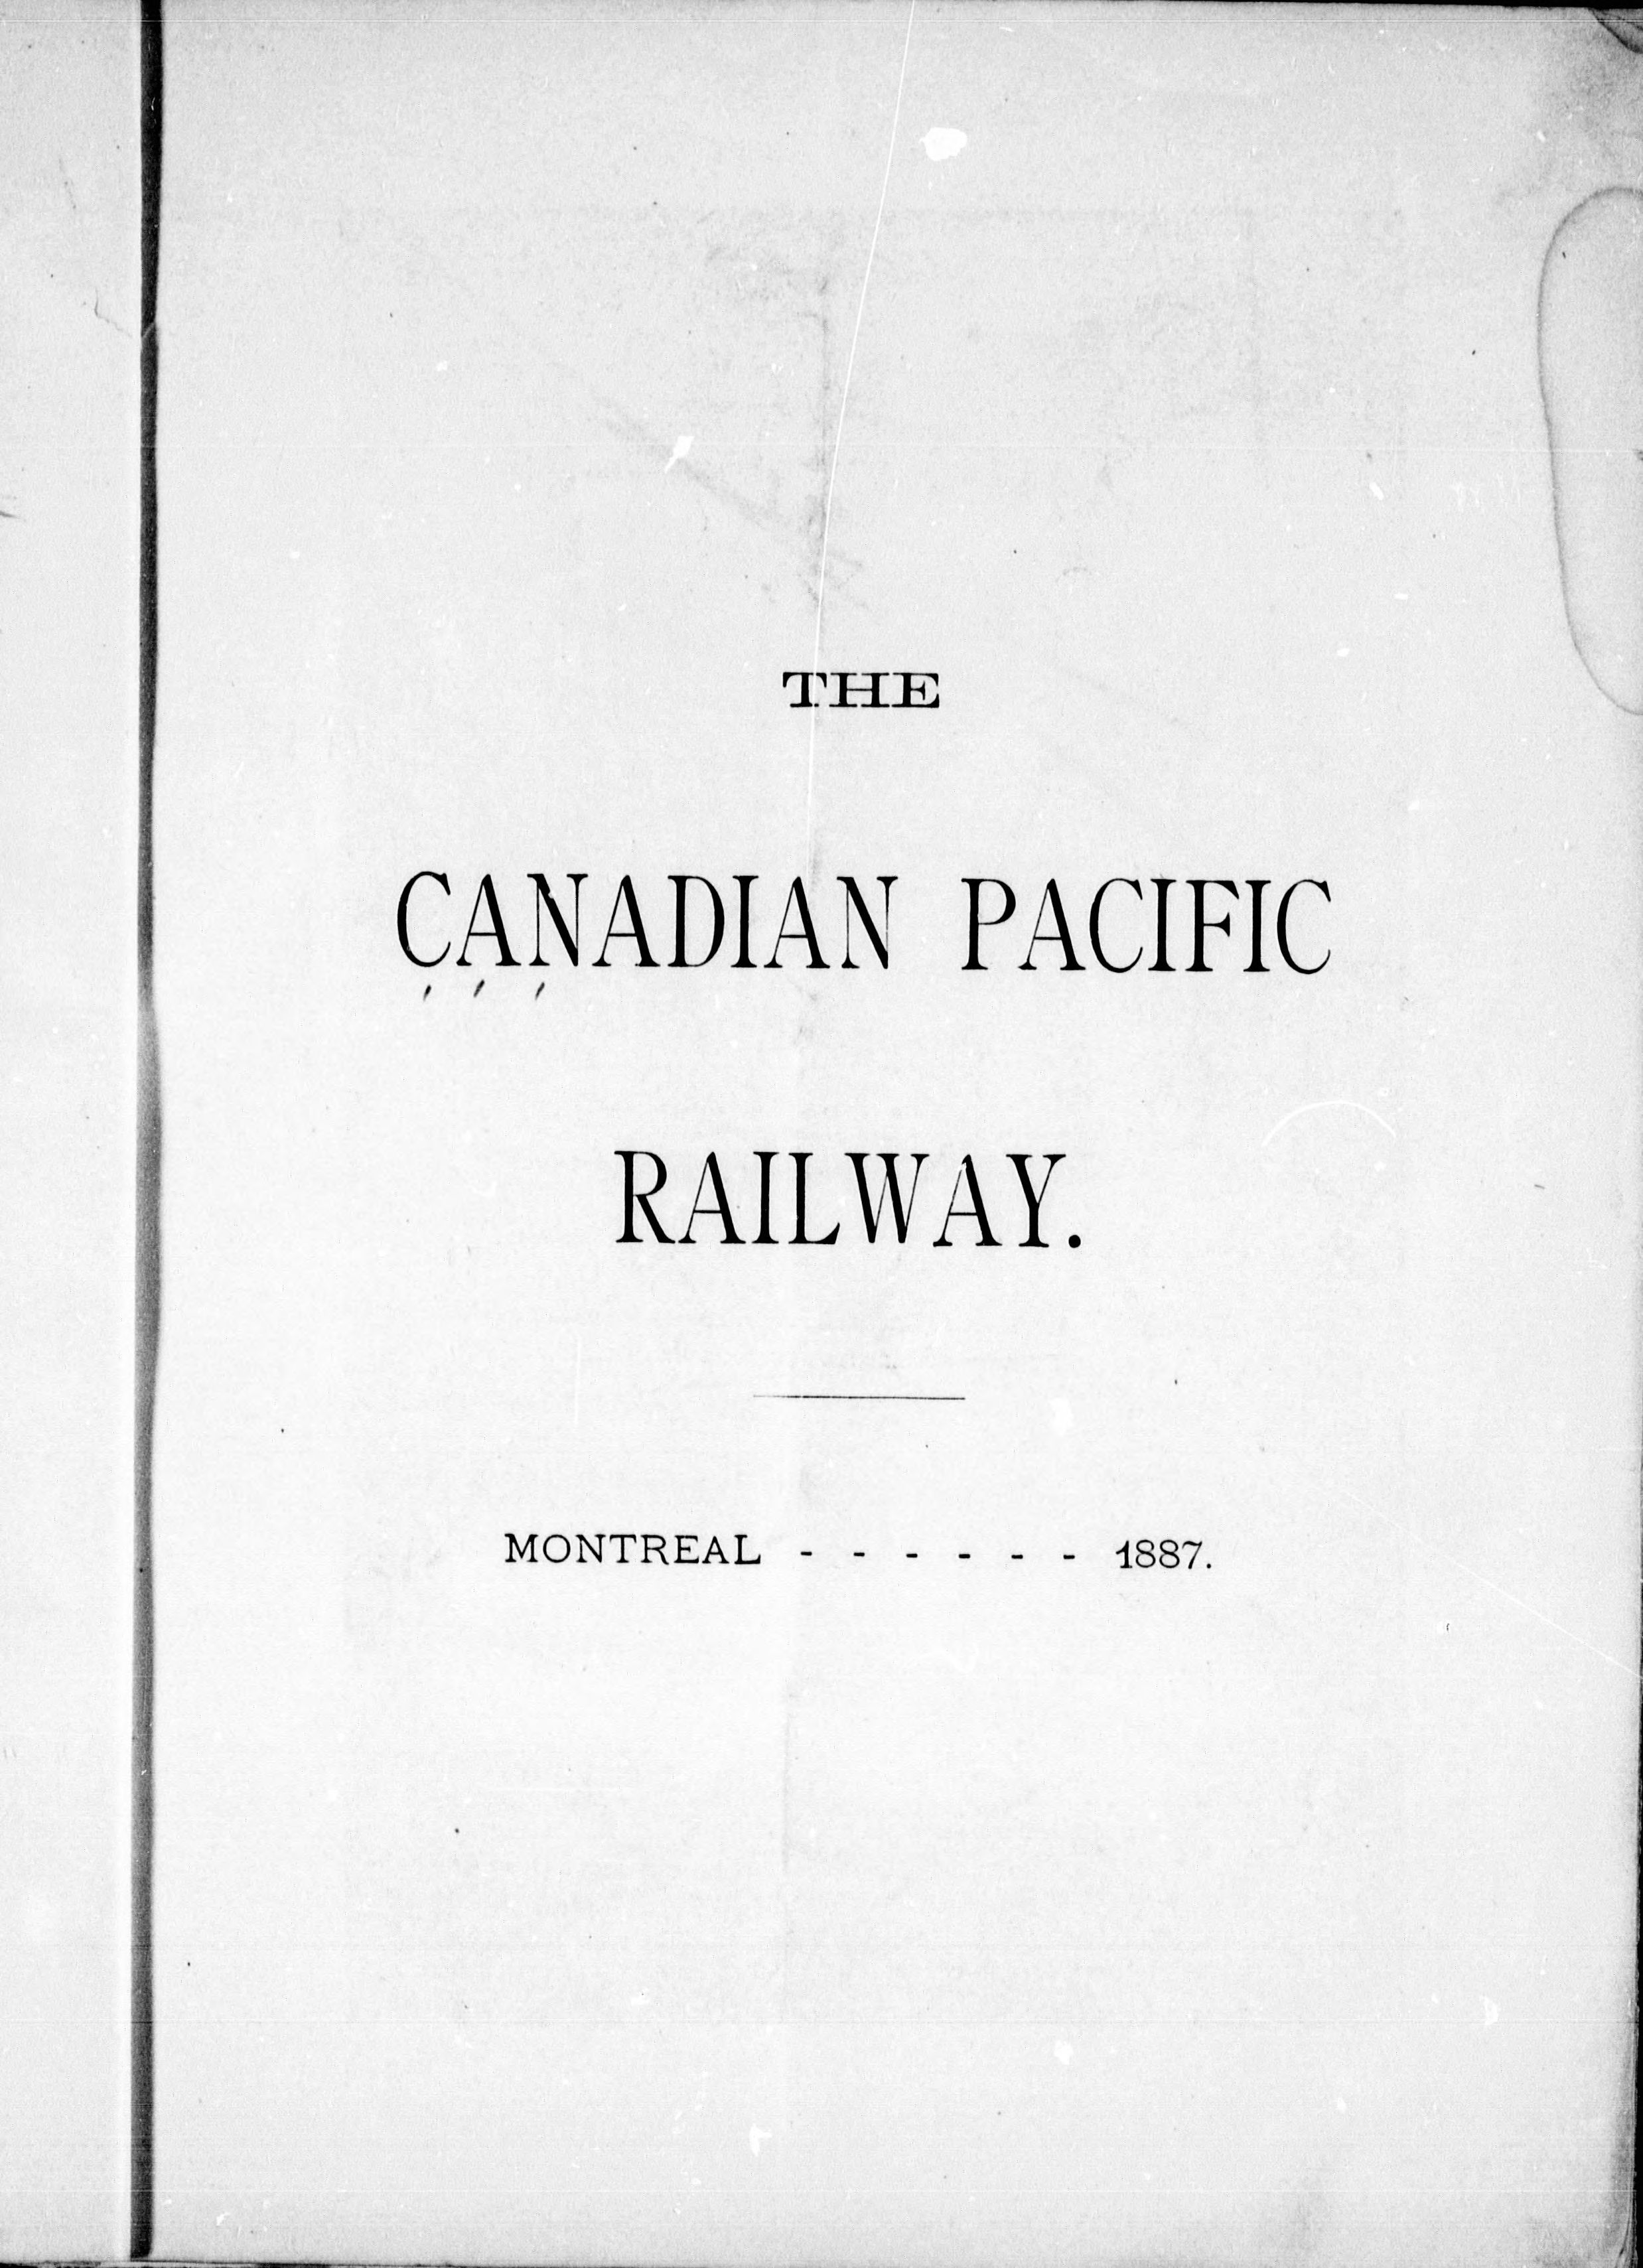 THE
CANADIAN PACIFIC
RAILWAY.
MONTREAL - - - - - - 1887.